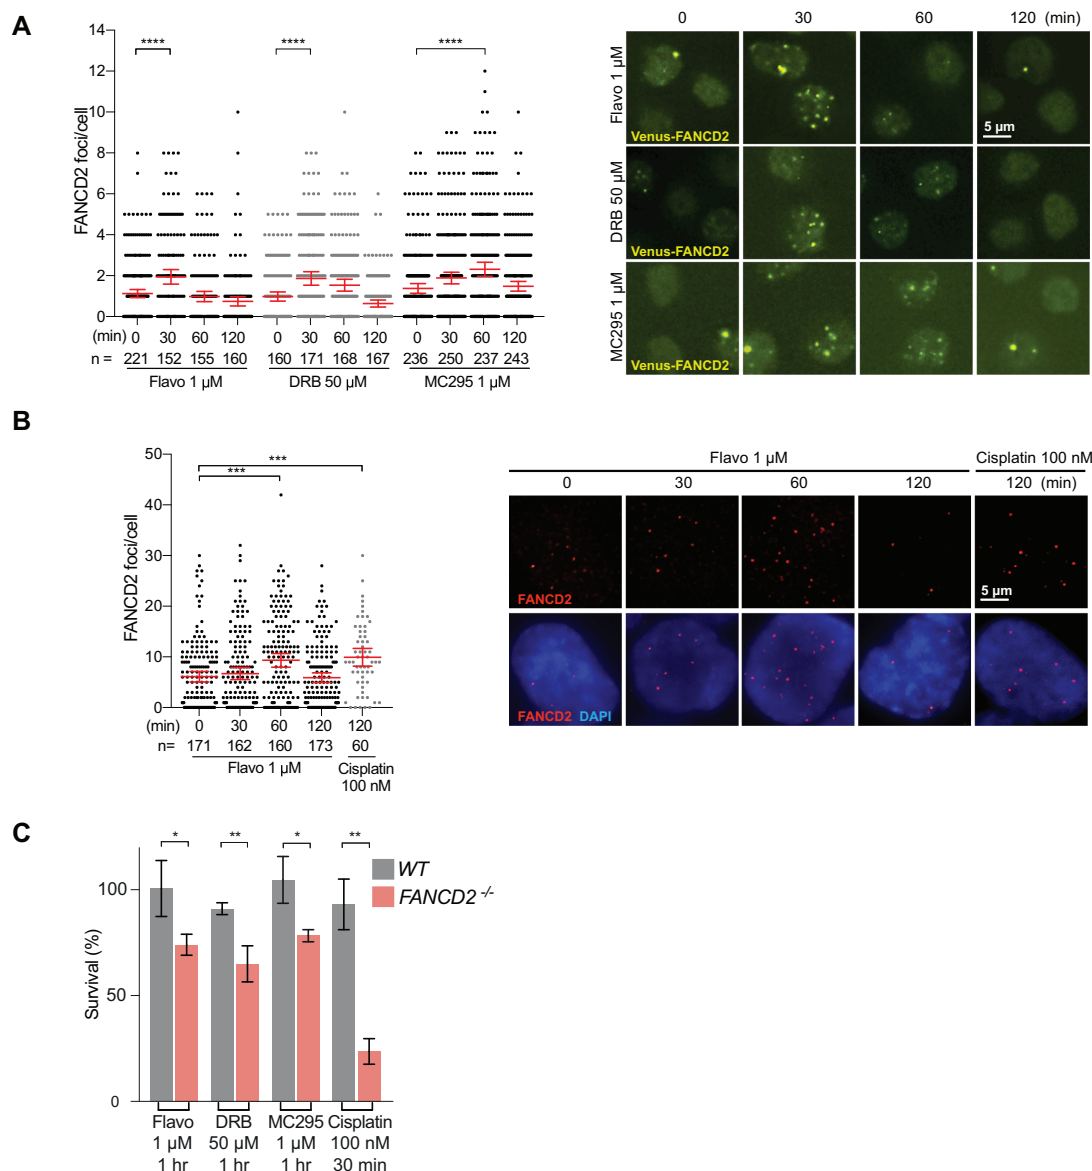 A
14
12
10
8
6
4
2
0
FANCD2 foci/cell
**** **** ****
(min) 0 30 60 120 0 30 60 120 0 30 60 120
n = 221 152 155 160 160 171 168 167 236 250 237 243
Flavo 1 µM DRB 50 µM MC295 1 µM
0 30 60 120 (min)
Flavo 1 µM
Venus-FANCD2
5 µm
DRB 50 µM
Venus-FANCD2
MC295 1 µM
Venus-FANCD2
B
50
40
30
20
10
0
FANCD2 foci/cell
***
***
(min) 0 30 60 120 120
n= 171 162 160 173 60
Flavo 1 µM Cisplatin
100 nM
Flavo 1 µM Cisplatin 100 nM
0 30 60 120 120 (min)
FANCD2
5 µm
FANCD2 DAPI
C
* ** * **
WT
FANCD2 -/-
100
50
0
Survival (%)
Flavo DRB MC295 Cisplatin
1 µM 50 µM 1 µM 100 nM
1 hr 1 hr 1 hr 30 min